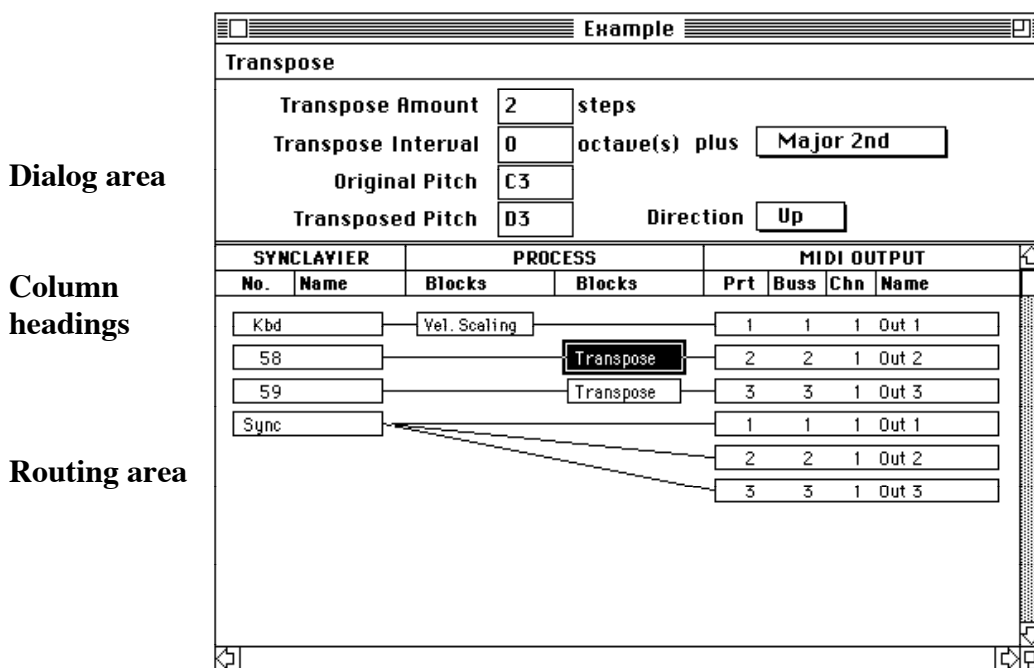 Example
Transpose
Transpose Amount 2 steps
Transpose Interval 0 octave(s) plus Major 2nd
Dialog area
Original Pitch C3
Transposed Pitch D3 Direction Up
SYNCLAVIER PROCESS MIDI OUTPUT
Column headings
No. Name Blocks Blocks Prt Buss Chn Name
Kbd Vel. Scaling 1 1 1 Out 1
58 Transpose 2 2 1 Out 2
59 Transpose 3 3 1 Out 3
Sync 1 1 1 Out 1
Routing area
2 2 1 Out 2
3 3 1 Out 3